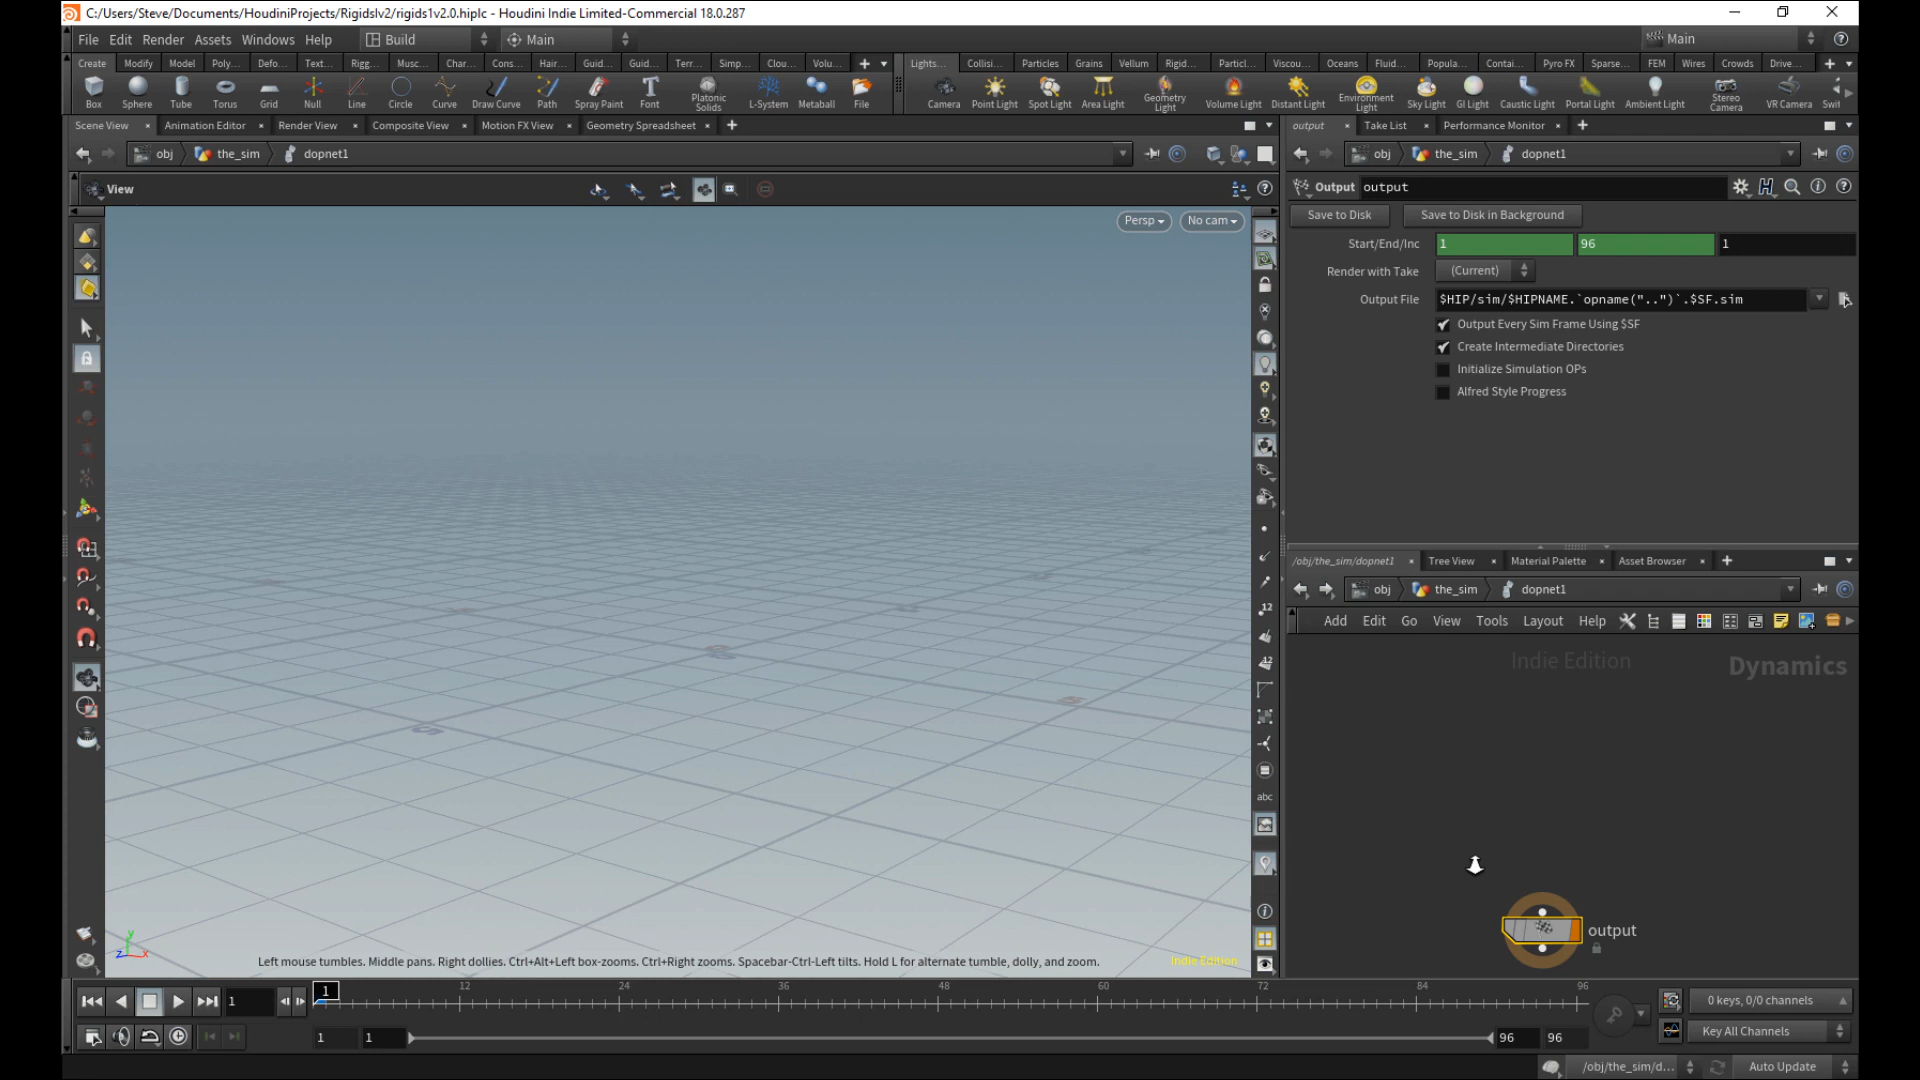 C:/Users/Steve/Documents/HoudiniProjects/RigidsIv2/rigids1v2.0.hiplc - Houdini Indie Limited-Commercial 18.0.287
File Edit Render Assets Windows Help Build Main Main
Create Modify Model Poly... Defo... Text... Rigg... Musc... Char... Cons... Hair... Guid... Guid... Terr... Simp... Clou... Volu... Lights... Collisi... Particles Grains Vellum Rigid... Particl... Viscou... Oceans Fluid... Popula... Contai... Pyro FX Sparse... FEM Wires Crowds Drive...
Box Sphere Tube Torus Grid Null Line Circle Curve Draw Curve Path Spray Paint Font Platonic Solids L-System Metaball File Camera Point Light Spot Light Area Light Geometry Light Volume Light Distant Light Environment Light Sky Light GI Light Caustic Light Portal Light Ambient Light Stereo Camera VR Camera Swit
Scene View Animation Editor Render View Composite View Motion FX View Geometry Spreadsheet output Take List Performance Monitor
obj the_sim dopnet1 obj the_sim dopnet1
View Output output
Persp No cam
Save to Disk Save to Disk in Background
Start/End/Inc 1 96 1
Render with Take (Current)
Output File $HIP/sim/$HIPNAME.`opname("..")`.$SF.sim
Output Every Sim Frame Using $SF
Create Intermediate Directories
Initialize Simulation OPs
Alfred Style Progress
/obj/the_sim/dopnet1 Tree View Material Palette Asset Browser
obj the_sim dopnet1
Add Edit Go View Tools Layout Help
Indie Edition Dynamics
12
12
5
abc
output
Left mouse tumbles. Middle pans. Right dollies. Ctrl+Alt+Left box-zooms. Ctrl+Right zooms. Spacebar-Ctrl-Left tilts. Hold L for alternate tumble, dolly, and zoom.
Indie Edition
y
z x
1 1 12 24 36 48 60 72 84 96 0 keys, 0/0 channels
1 1 96 96 Key All Channels
/obj/the_sim/d... Auto Update